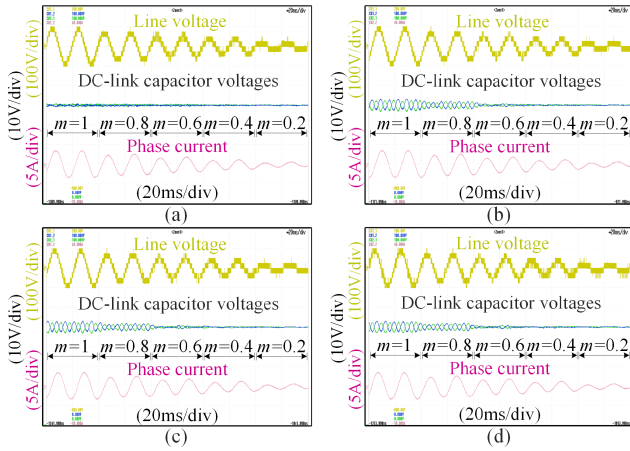 Line voltage
(100V/div)
DC-link capacitor voltages
(10V/div)
m=1 m=0.8 m=0.6 m=0.4 m=0.2
Phase current
(5A/div)
(20ms/div)
(a)
Line voltage
(100V/div)
DC-link capacitor voltages
(10V/div)
m=1 m=0.8 m=0.6 m=0.4 m=0.2
Phase current
(5A/div)
(20ms/div)
(b)
Line voltage
(100V/div)
DC-link capacitor voltages
(10V/div)
m=1 m=0.8 m=0.6 m=0.4 m=0.2
Phase current
(5A/div)
(20ms/div)
(c)
Line voltage
(100V/div)
DC-link capacitor voltages
(10V/div)
m=1 m=0.8 m=0.6 m=0.4 m=0.2
Phase current
(5A/div)
(20ms/div)
(d)